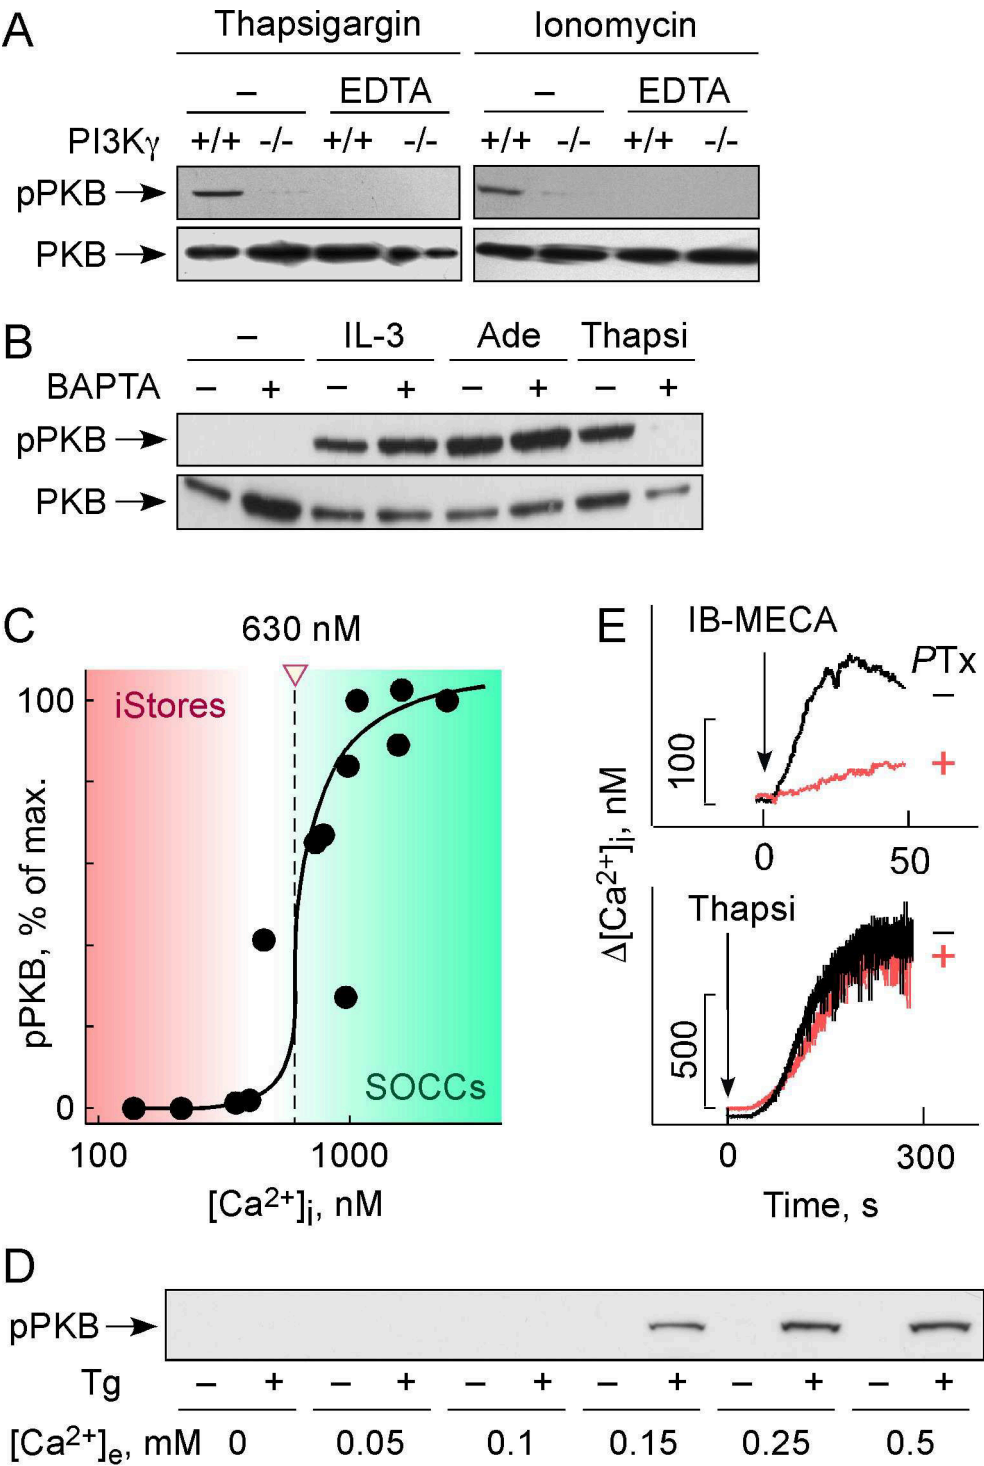 A
Thapsigargin Ionomycin
– EDTA – EDTA
PI3Kγ +/+ -/- +/+ -/- +/+ -/- +/+ -/-
pPKB
PKB
B
– IL-3 Ade Thapsi
BAPTA – + – + – + – +
pPKB
PKB
C
630 nM
iStores
SOCCs
pPKB, % of max.
100
0
100 1000
[Ca²⁺]i, nM
E
IB-MECA
PTx
–
+
100
0 50
Δ[Ca²⁺]i, nM
Thapsi
–
+
500
0 300
Time, s
D
pPKB
Tg – + – + – + – + – + – +
[Ca²⁺]e, mM 0 0.05 0.1 0.15 0.25 0.5